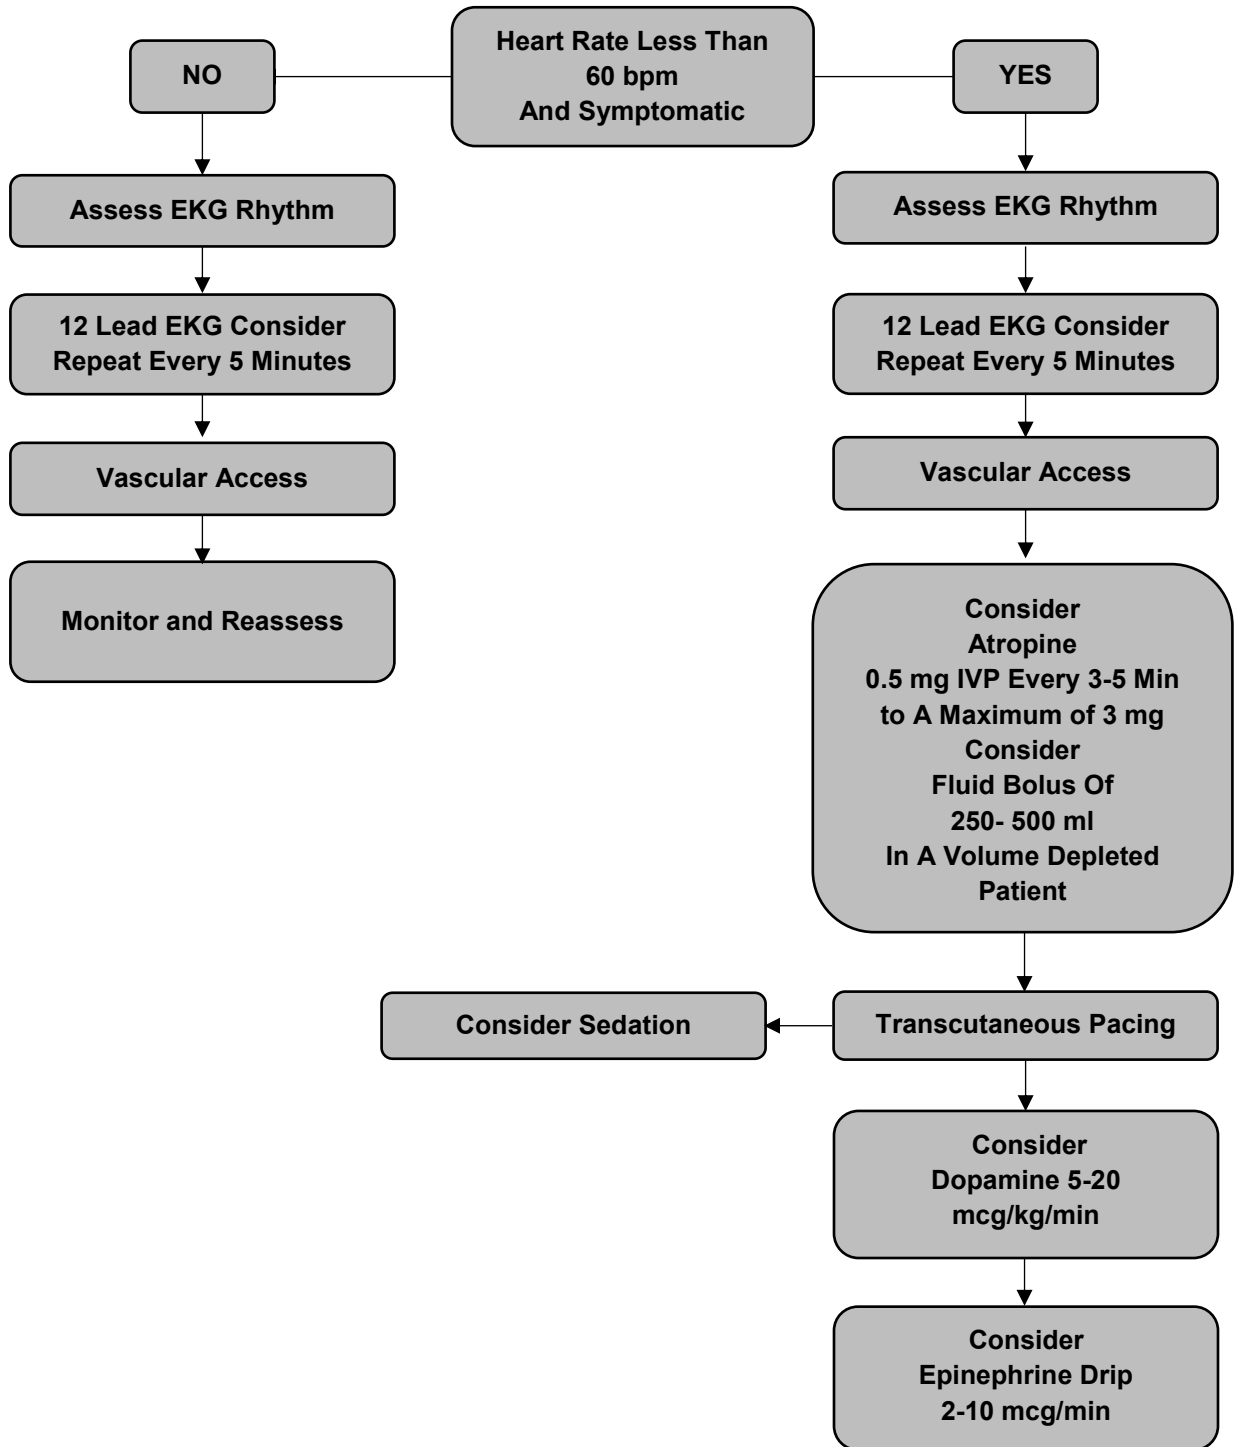 Heart Rate Less Than
60 bpm
And Symptomatic
NO
YES
Assess EKG Rhythm
12 Lead EKG Consider
Repeat Every 5 Minutes
Vascular Access
Monitor and Reassess
Assess EKG Rhythm
12 Lead EKG Consider
Repeat Every 5 Minutes
Vascular Access
Consider
Atropine
0.5 mg IVP Every 3-5 Min
to A Maximum of 3 mg
Consider
Fluid Bolus Of
250- 500 ml
In A Volume Depleted
Patient
Transcutaneous Pacing
Consider Sedation
Consider
Dopamine 5-20
mcg/kg/min
Consider
Epinephrine Drip
2-10 mcg/min